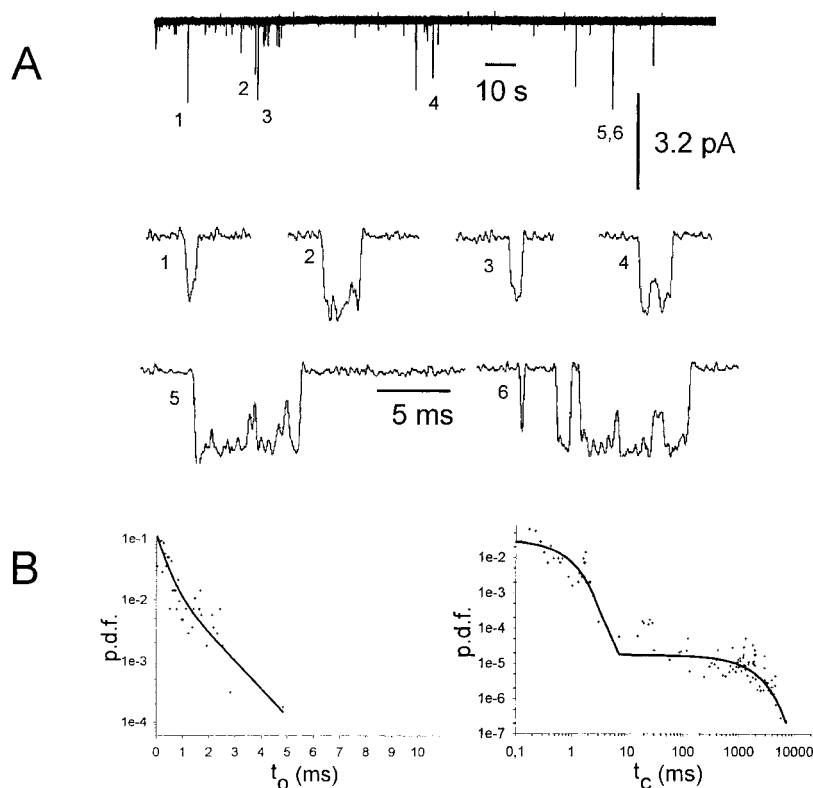 A
1
2
3
10 s
4
5,6
3.2 pA
1
2
3
4
5
5 ms
6
B
p.d.f.
1e-1
1e-2
1e-3
1e-4
0 1 2 3 4 5 6 7 8 9 10
t_o (ms)
p.d.f.
1e-2
1e-3
1e-4
1e-5
1e-6
1e-7
0,1 1 10 100 1000 10000
t_c (ms)